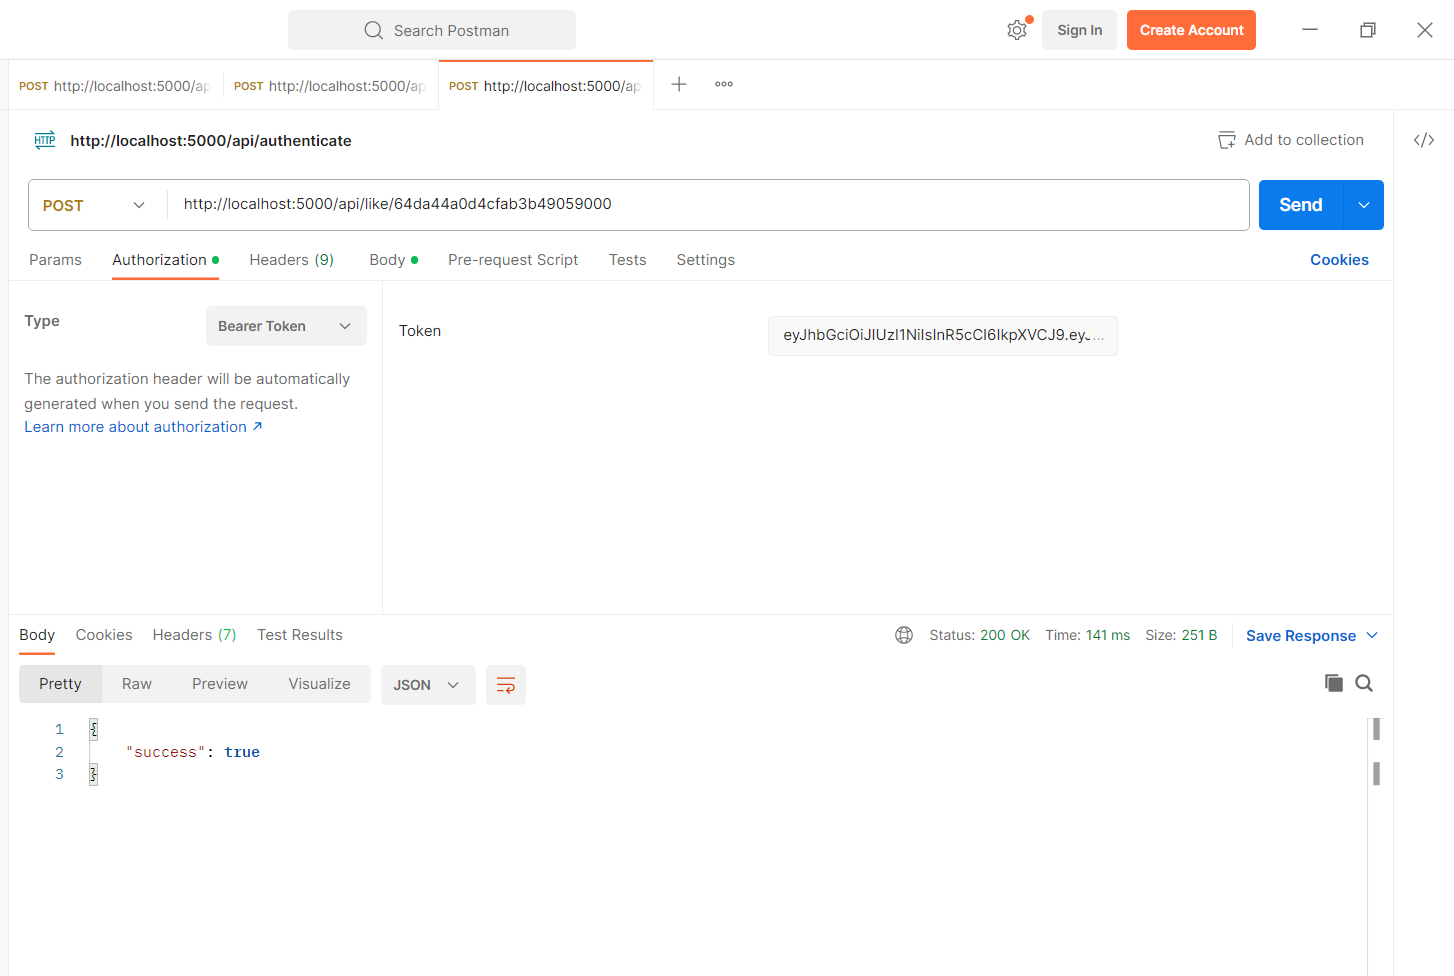 Search Postman
Sign In
Create Account
POST http://localhost:5000/ap
POST http://localhost:5000/ap
POST http://localhost:5000/ap
HTTP http://localhost:5000/api/authenticate
Add to collection
</>
POST
http://localhost:5000/api/like/64da44a0d4cfab3b49059000
Send
Params Authorization Headers (9) Body Pre-request Script Tests Settings Cookies
Type
Bearer Token
Token
eyJhbGciOiJIUzI1NiIsInR5cCI6IkpXVCJ9.eyJ...
The authorization header will be automatically
generated when you send the request.
Learn more about authorization ↗
Body Cookies Headers (7) Test Results
Status: 200 OK Time: 141 ms Size: 251 B Save Response
Pretty Raw Preview Visualize JSON
1 {
2 "success": true
3 }